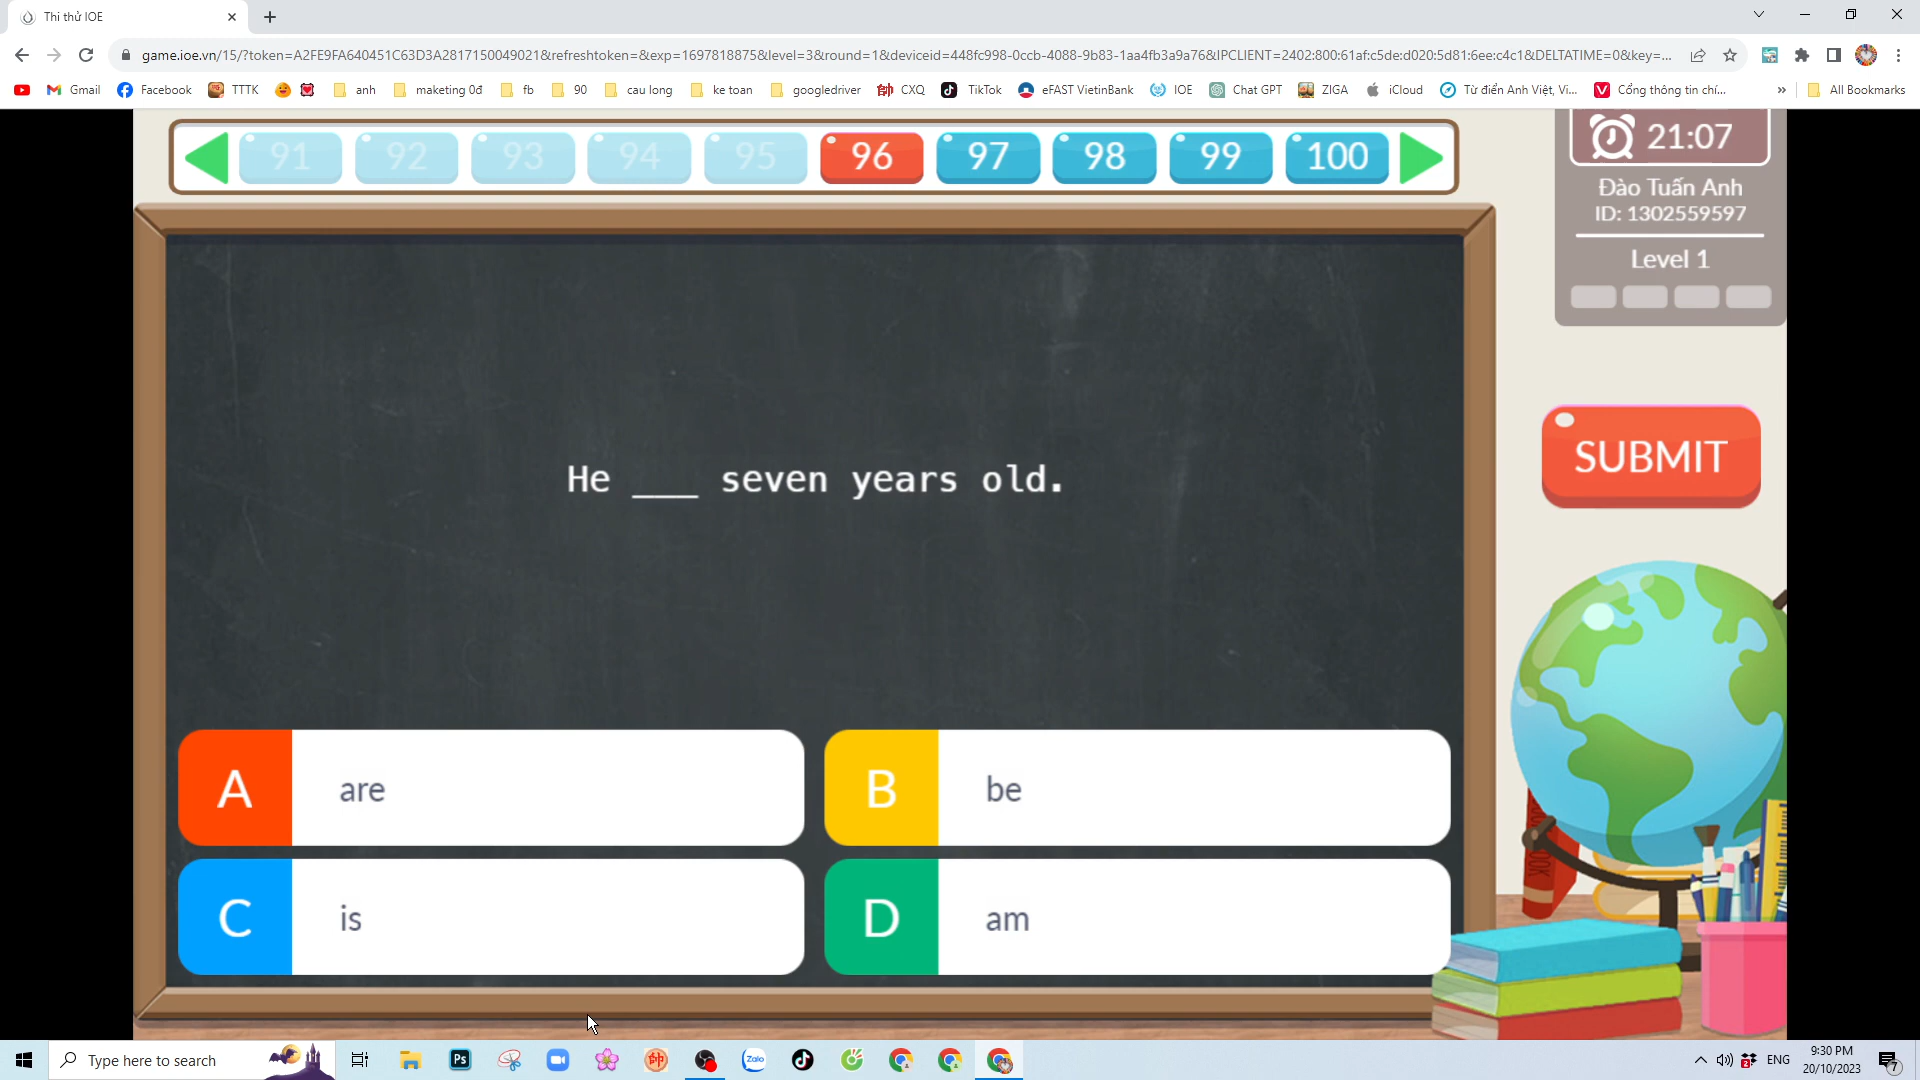 Thi thử IOE
game.ioe.vn/15/?token=A2FE9FA640451C63D3A2817150049021&refreshtoken=&exp=1697818875&level=3&round=1&deviceid=448fc998-0ccb-4088-9b83-1aa4fb3a9a76&IPCLIENT=2402:800:61af:c5de:d020:5d81:6ee:c4c1&DELTATIME=0&key=...
Gmail Facebook TTTK anh maketing 0đ fb 90 cau long ke toan googledriver CXQ TikTok eFAST VietinBank IOE Chat GPT ZIGA iCloud Từ điển Anh Việt, Vi... Cổng thông tin chí... » All Bookmarks
91 92 93 94 95 96 97 98 99 100
21:07
Đào Tuấn Anh
ID: 1302559597
Level 1
SUBMIT
He ___ seven years old.
A are
B be
C is
D am
Type here to search
Ps
Zalo
ENG
9:30 PM
20/10/2023
2
7